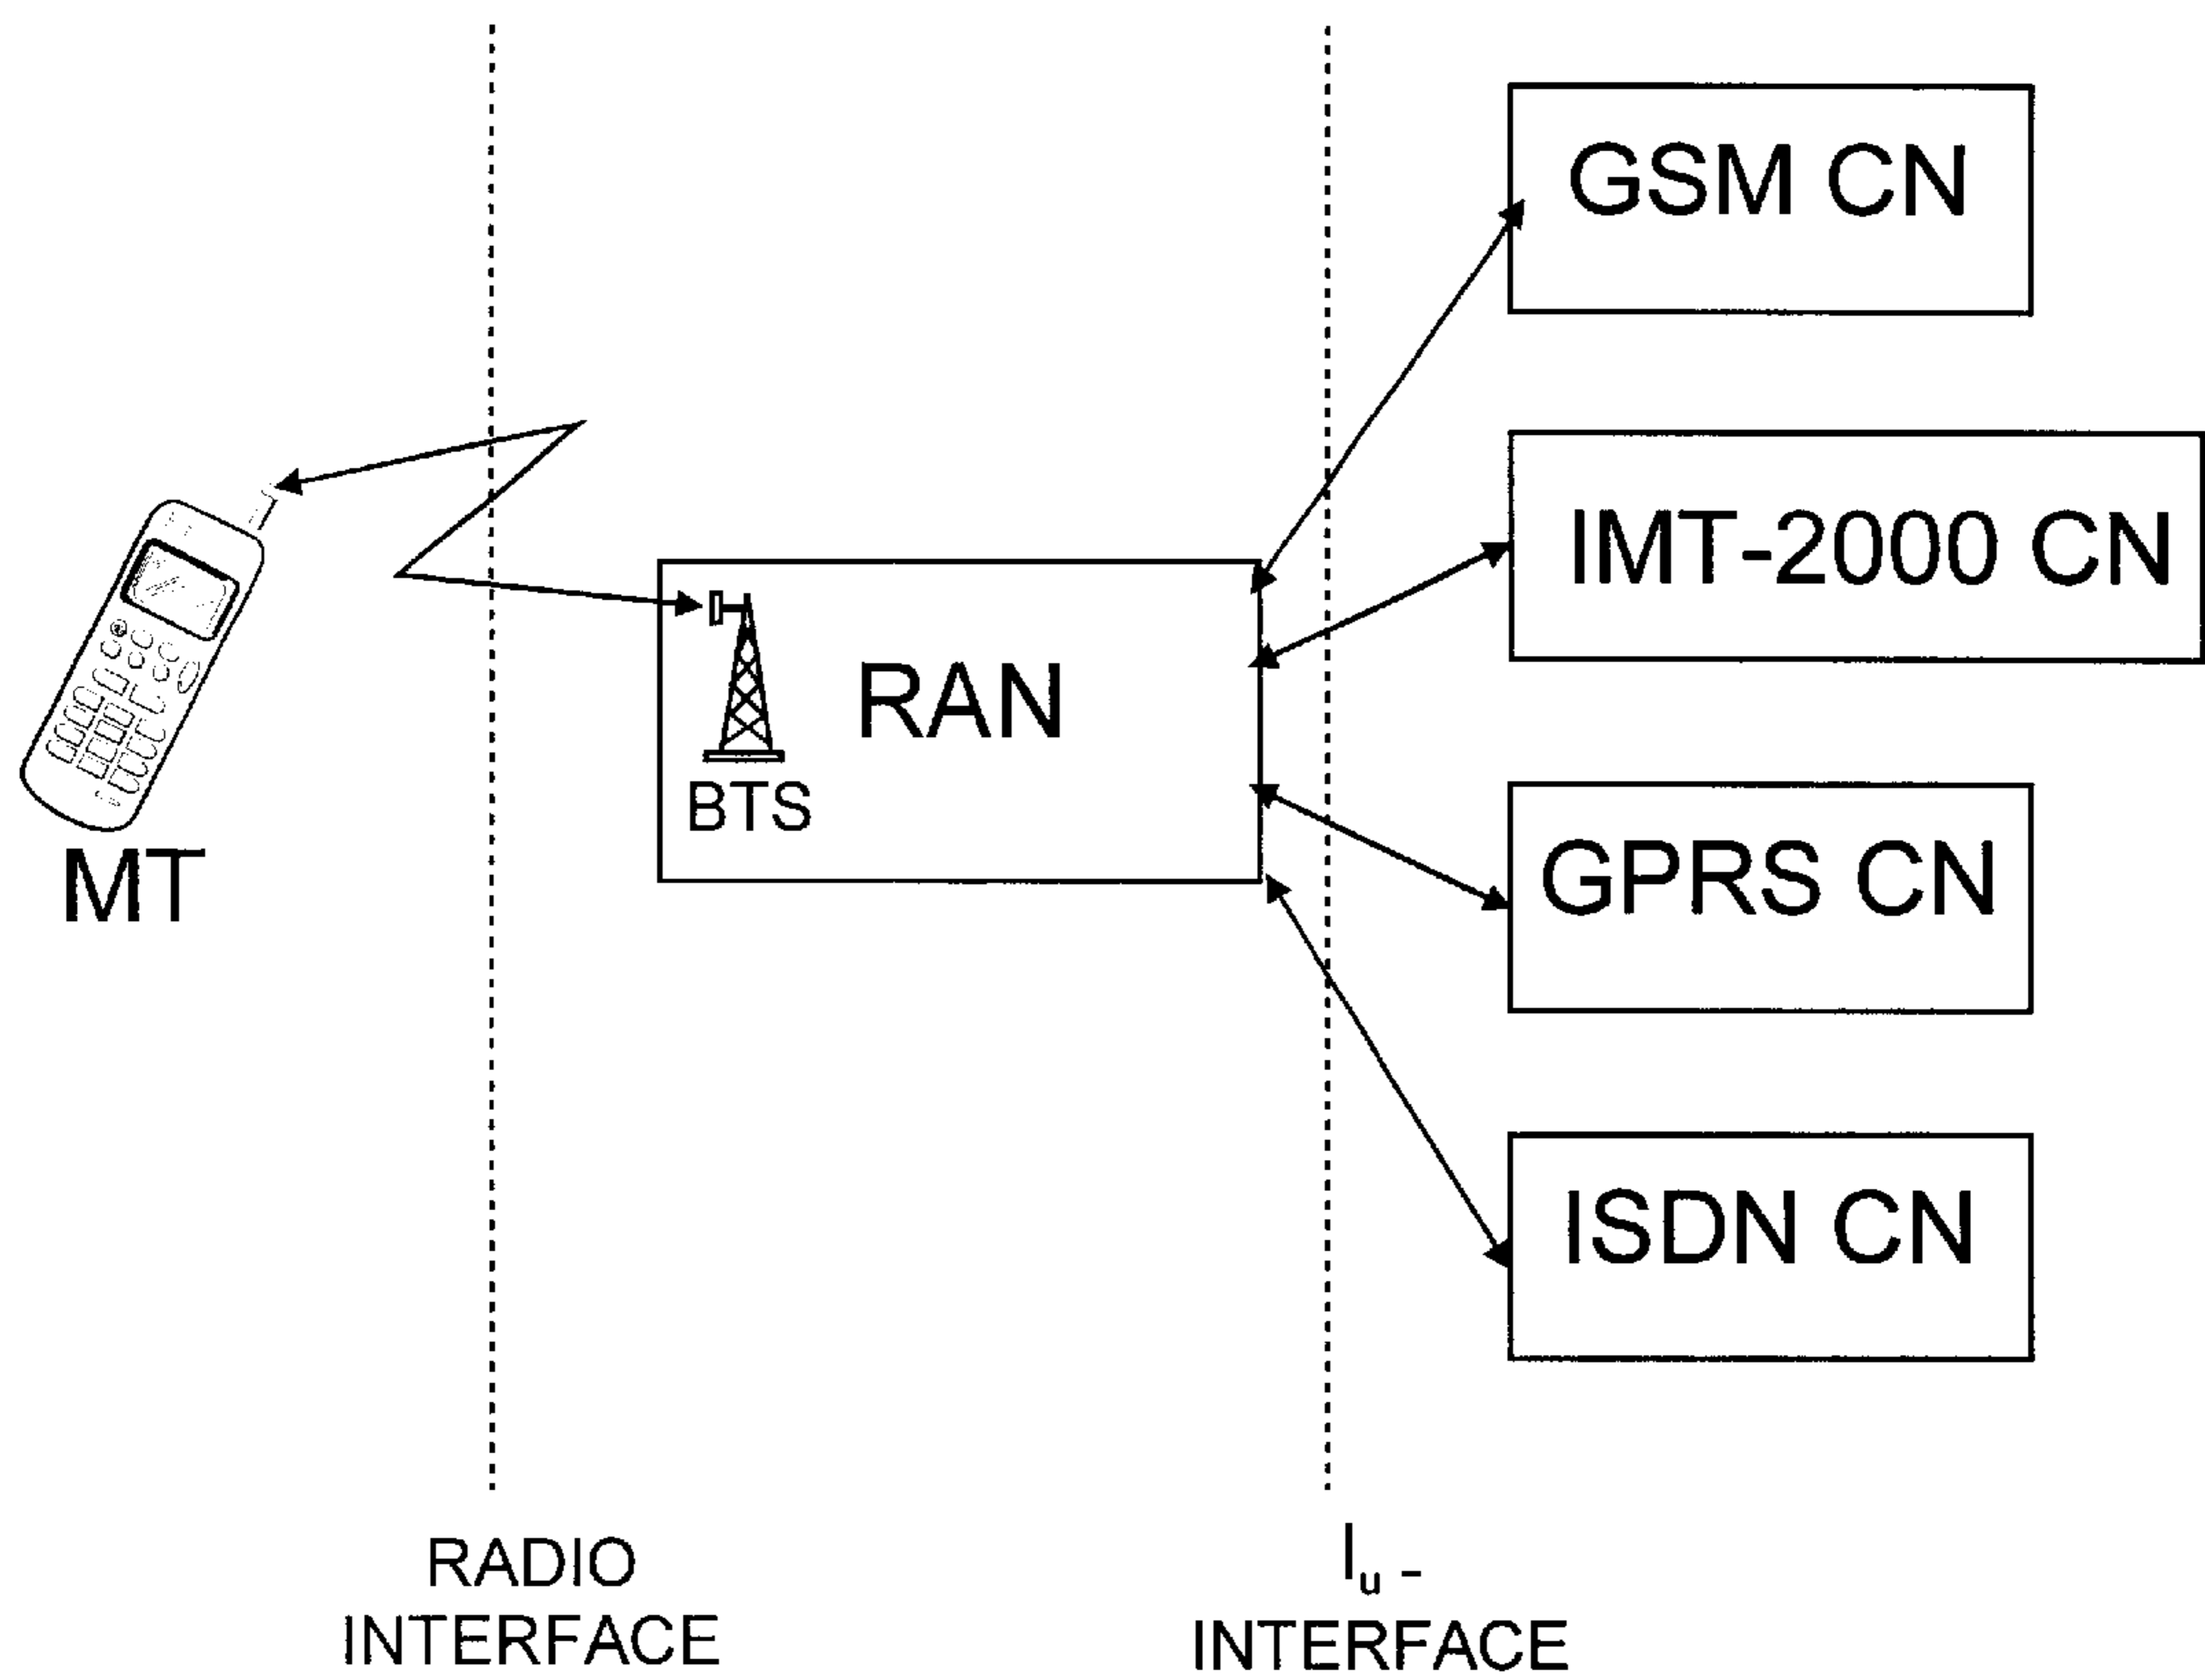 GSM CN
IMT-2000 CN
RAN
BTS
MT
GPRS CN
ISDN CN
RADIO
INTERFACE
Iu -
INTERFACE